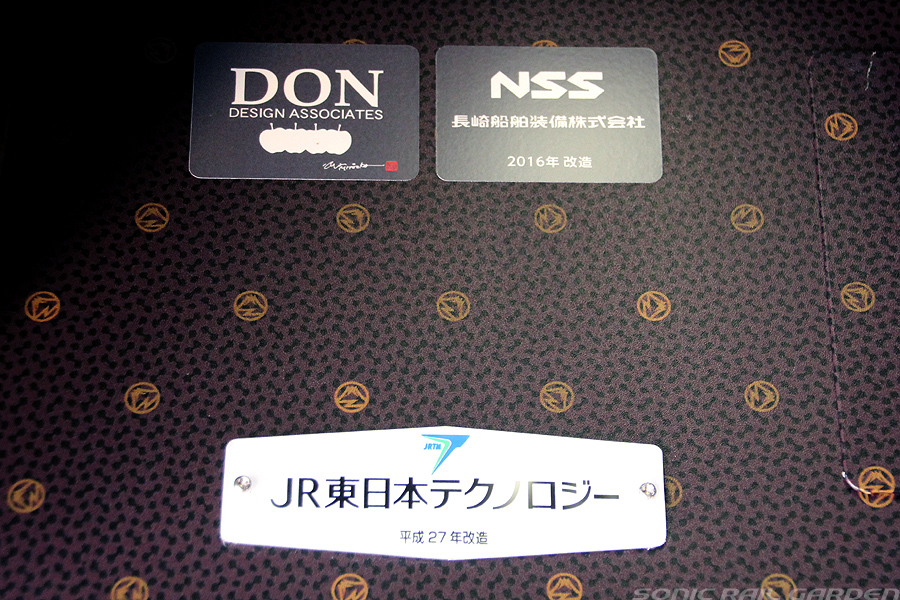 DON
DESIGN ASSOCIATES
NSS
長崎船舶装備株式会社
2016年 改造
JRTM
JR東日本テクノロジー
平成27年改造
SONIC RAIL GARDEN